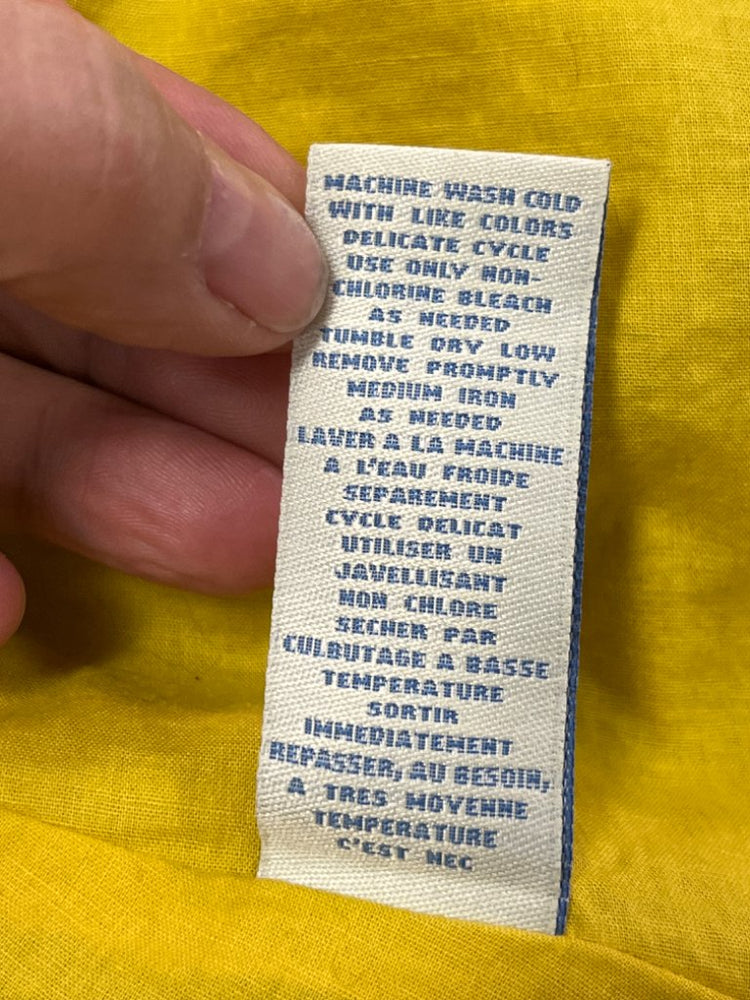 MACHINE WASH COLD
WITH LIKE COLORS
DELICATE CYCLE
USE ONLY NON-
CHLORINE BLEACH
AS NEEDED
TUMBLE DRY LOW
REMOVE PROMPTLY
MEDIUM IRON
AS NEEDED
LAVER A LA MACHINE
A L'EAU FROIDE
SEPAREMENT
CYCLE DELICAT
UTILISER UN
JAVELLISANT
NON CHLORE
SECHER PAR
CULBUTAGE A BASSE
TEMPERATURE
SORTIR
IMMEDIATEMENT
REPASSER, AU BESOIN,
A TRES MOYENNE
TEMPERATURE
C'EST NEC